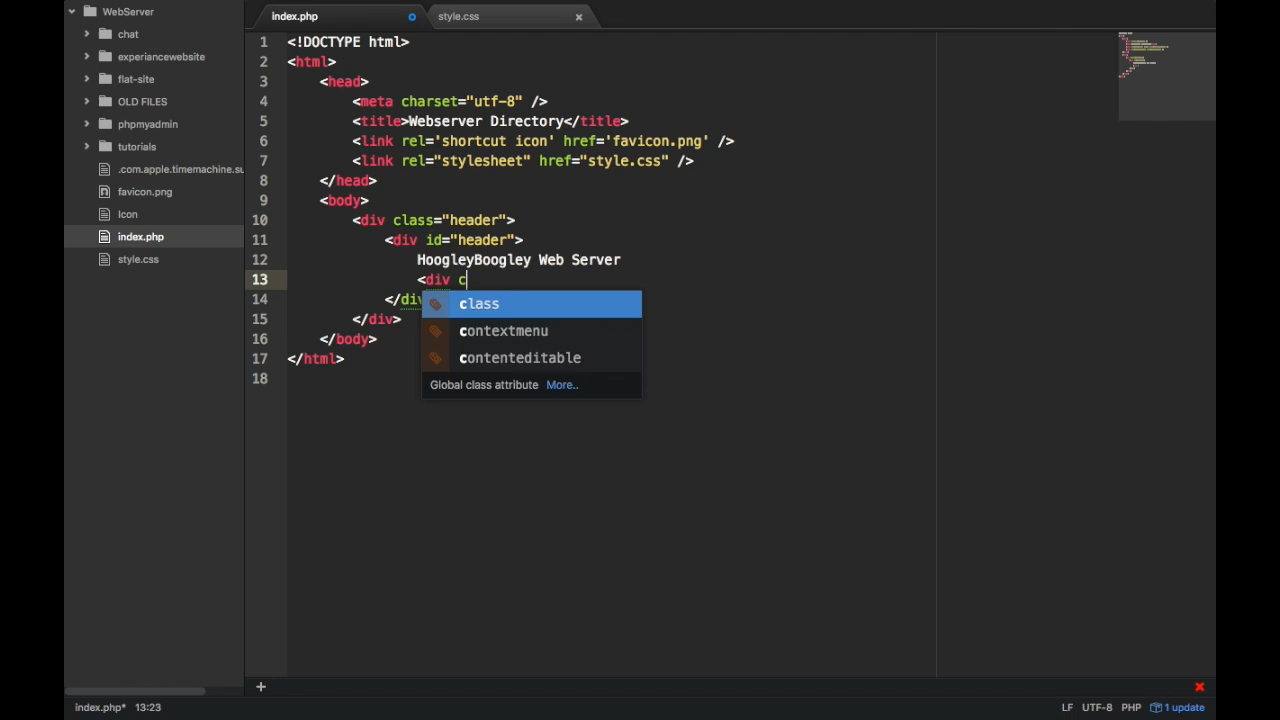 WebServer
chat
experiancewebsite
flat-site
OLD FILES
phpmyadmin
tutorials
.com.apple.timemachine.su
favicon.png
Icon
index.php
style.css
index.php
style.css
1 <!DOCTYPE html>
2 <html>
3 <head>
4 <meta charset="utf-8" />
5 <title>Webserver Directory</title>
6 <link rel='shortcut icon' href='favicon.png' />
7 <link rel="stylesheet" href="style.css" />
8 </head>
9 <body>
10 <div class="header">
11 <div id="header">
12 HoogleyBoogley Web Server
13 <div c
14 </div
15 </div>
16 </body>
17 </html>
18
class
contextmenu
contenteditable
Global class attribute More..
+
index.php* 13:23 LF UTF-8 PHP 1 update